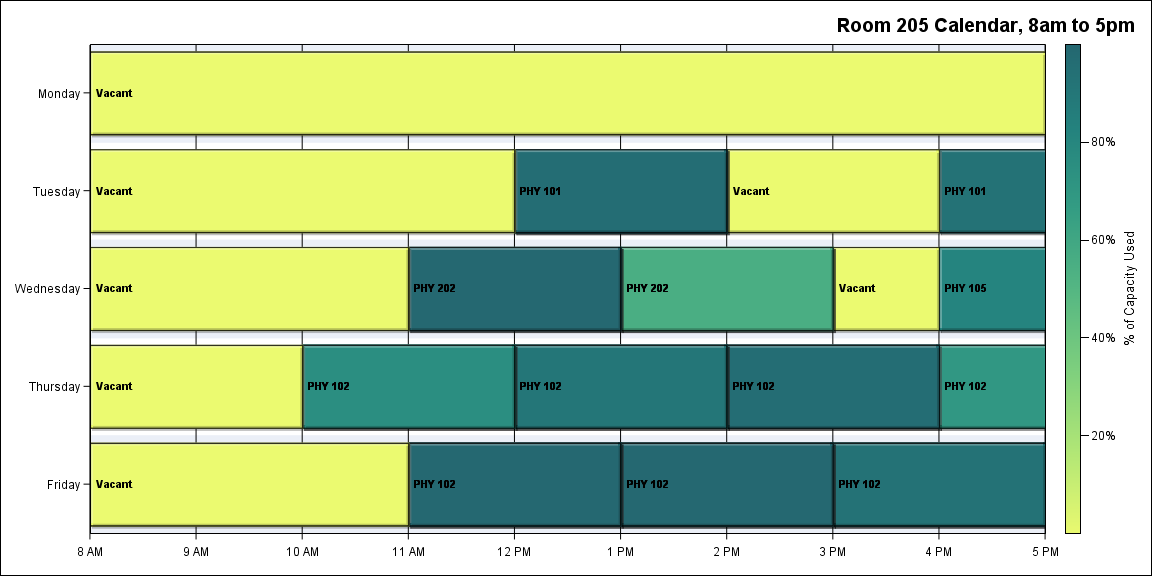 Room 205 Calendar, 8am to 5pm
Monday
Vacant
Tuesday
Vacant
PHY 101
Vacant
PHY 101
Wednesday
Vacant
PHY 202
PHY 202
Vacant
PHY 105
Thursday
Vacant
PHY 102
PHY 102
PHY 102
PHY 102
Friday
Vacant
PHY 102
PHY 102
PHY 102
8 AM
9 AM
10 AM
11 AM
12 PM
1 PM
2 PM
3 PM
4 PM
5 PM
80%
60%
40%
20%
% of Capacity Used